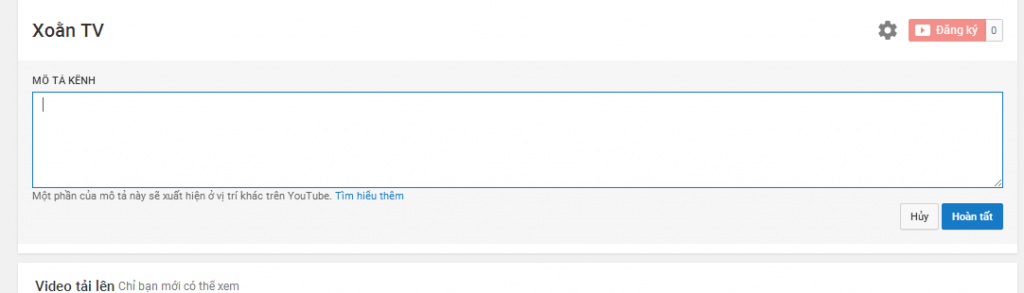 Xoắn TV
Đăng ký 0
MÔ TẢ KÊNH
Một phần của mô tả này sẽ xuất hiện ở vị trí khác trên YouTube. Tìm hiểu thêm
Hủy Hoàn tất
Video tải lên Chỉ bạn mới có thể xem